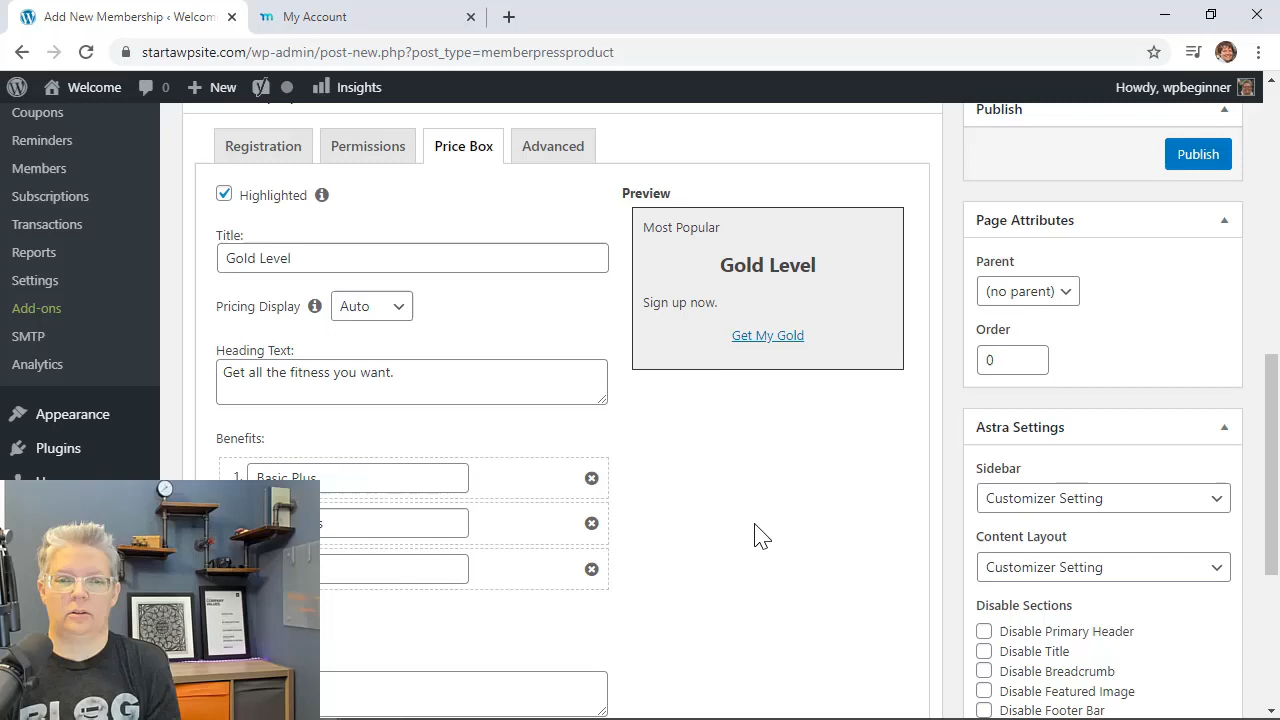 Add New Membership ‹ Welcom
My Account
startawpsite.com/wp-admin/post-new.php?post_type=memberpressproduct
Welcome
0
New
Insights
Howdy, wpbeginner
Coupons
Reminders
Members
Subscriptions
Transactions
Reports
Settings
Add-ons
SMTP
Analytics
Appearance
Plugins
Registration
Permissions
Price Box
Advanced
Highlighted
Title:
Gold Level
Pricing Display
Auto
Heading Text:
Get all the fitness you want.
Benefits:
1. Basic Plus
Preview
Most Popular
Gold Level
Sign up now.
Get My Gold
Publish
Publish
Page Attributes
Parent
(no parent)
Order
0
Astra Settings
Sidebar
Customizer Setting
Content Layout
Customizer Setting
Disable Sections
Disable Primary Header
Disable Title
Disable Breadcrumb
Disable Featured Image
Disable Footer Bar
COMPANY
VALUES